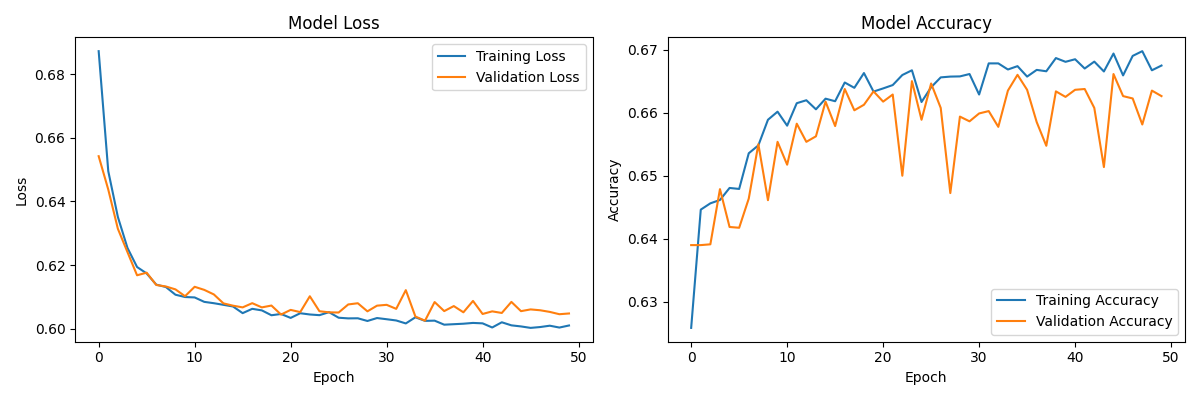 Model Loss
Training Loss
Validation Loss
0.68
0.66
0.64
0.62
0.60
Loss
0 10 20 30 40 50
Epoch
Model Accuracy
0.67
0.66
0.65
0.64
0.63
Accuracy
Training Accuracy
Validation Accuracy
0 10 20 30 40 50
Epoch